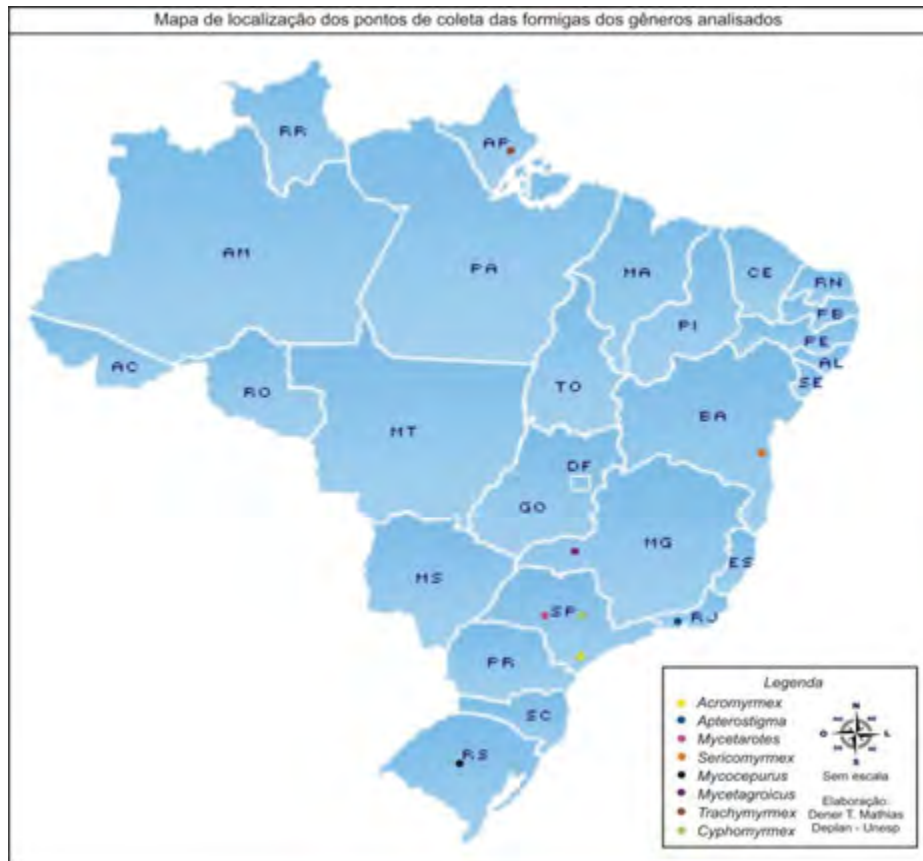 Mapa de localização dos pontos de coleta das formigas dos gêneros analisados
RR
AP
AM
PA
MA
CE
RN
PB
PI
PE
AL
AC
SE
TO
RO
BA
MT
DF
GO
MG
ES
MS
SP
RJ
PR
SC
RS
Legenda
Acromyrmex
Apterostigma
Mycetarotes
Sericomyrmex
Mycocepurus
Mycetagroicus
Trachymyrmex
Cyphomyrmex
N
O
L
S
Sem escala
Elaboração:
Dener T. Mathias
Deplan - Unesp